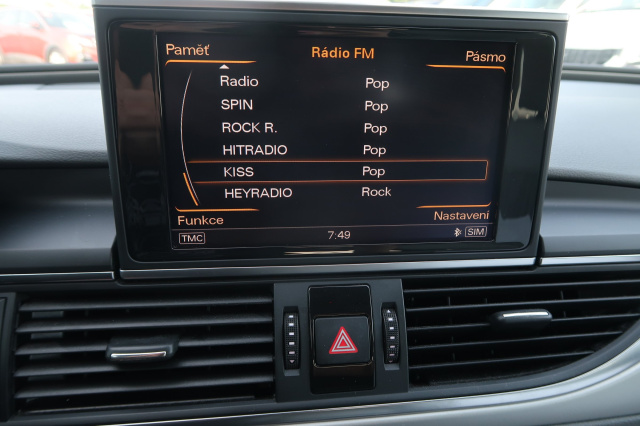 Paměť Rádio FM Pásmo
Radio Pop
SPIN Pop
ROCK R. Pop
HITRADIO Pop
KISS Pop
HEYRADIO Rock
Funkce Nastavení
TMC 7:49 SIM